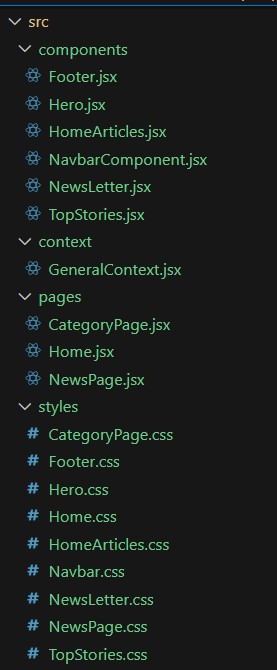 src
components
Footer.jsx
Hero.jsx
HomeArticles.jsx
NavbarComponent.jsx
NewsLetter.jsx
TopStories.jsx
context
GeneralContext.jsx
pages
CategoryPage.jsx
Home.jsx
NewsPage.jsx
styles
# CategoryPage.css
# Footer.css
# Hero.css
# Home.css
# HomeArticles.css
# Navbar.css
# NewsLetter.css
# NewsPage.css
# TopStories.css